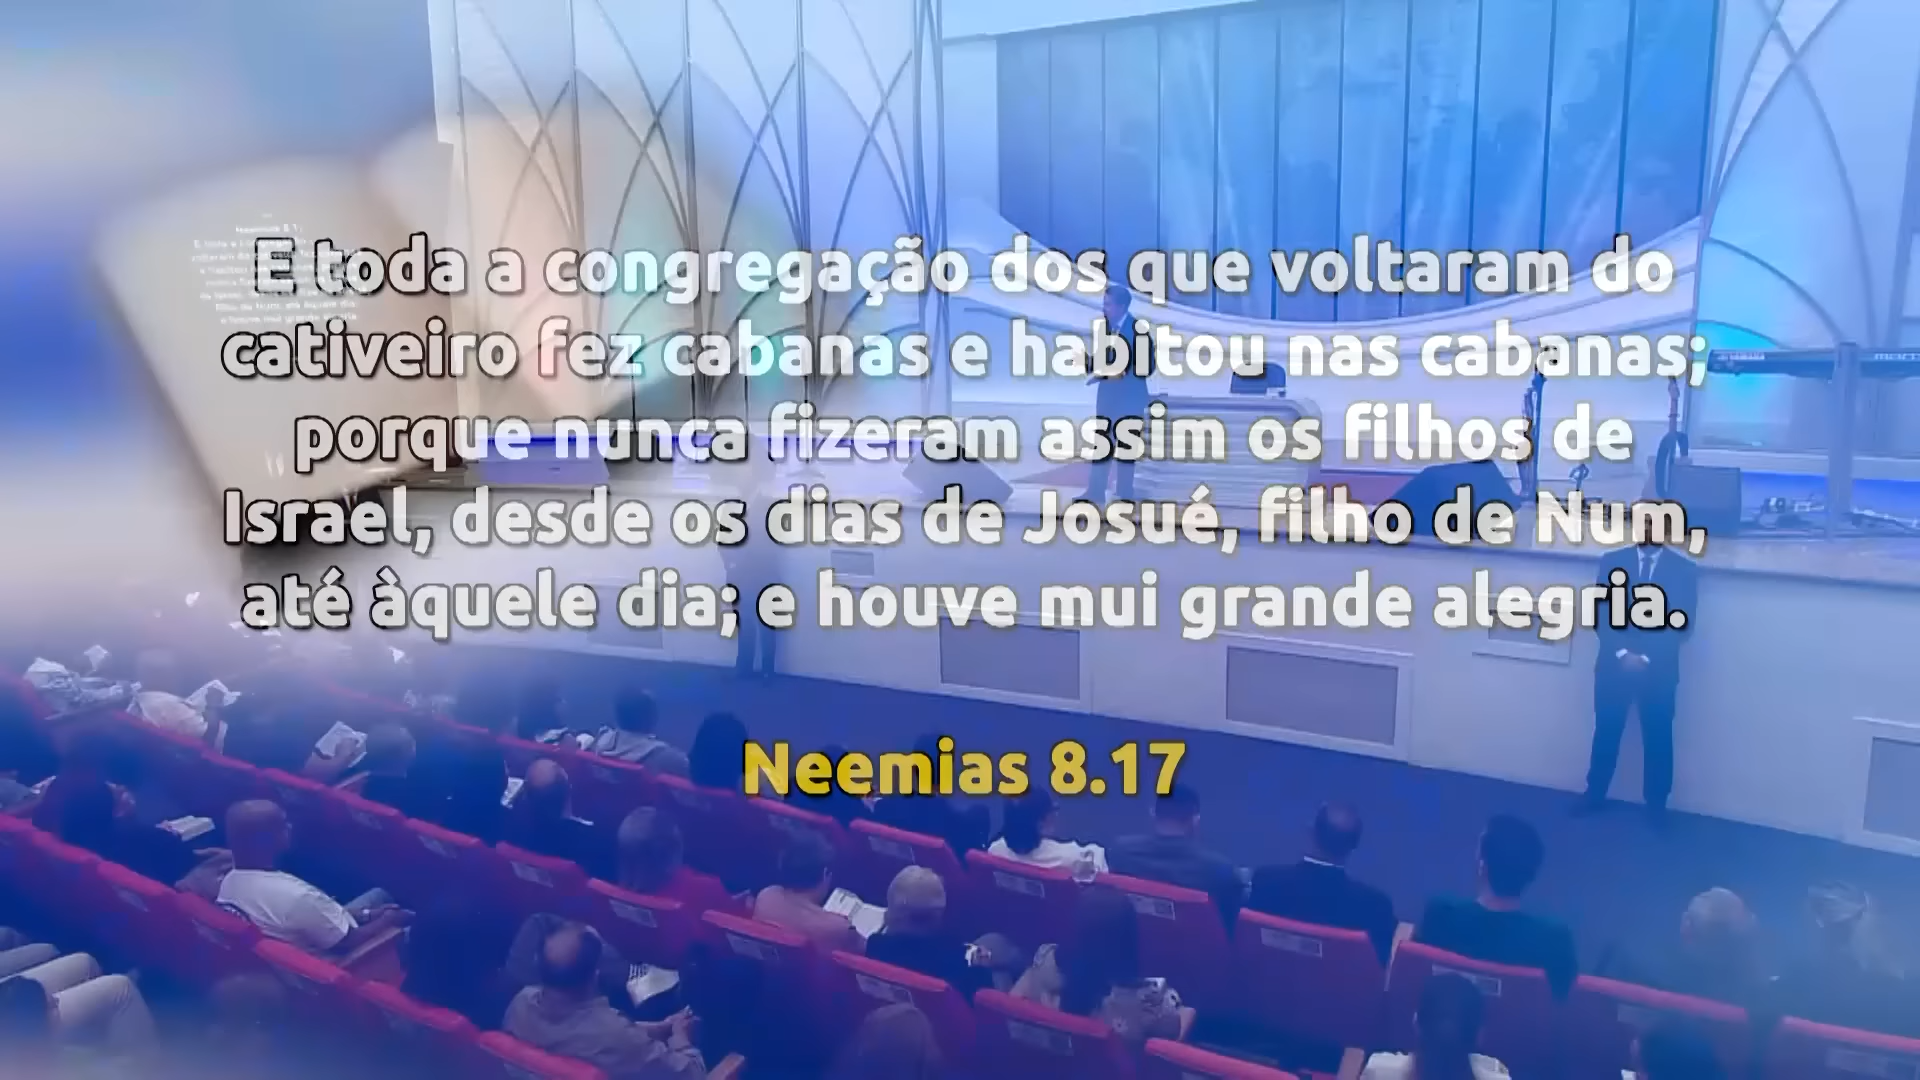 E toda a congregação dos que voltaram do
cativeiro fez cabanas e habitou nas cabanas;
porque nunca fizeram assim os filhos de
Israel, desde os dias de Josué, filho de Num,
até àquele dia; e houve mui grande alegria.
Neemias 8.17
YAMAHA